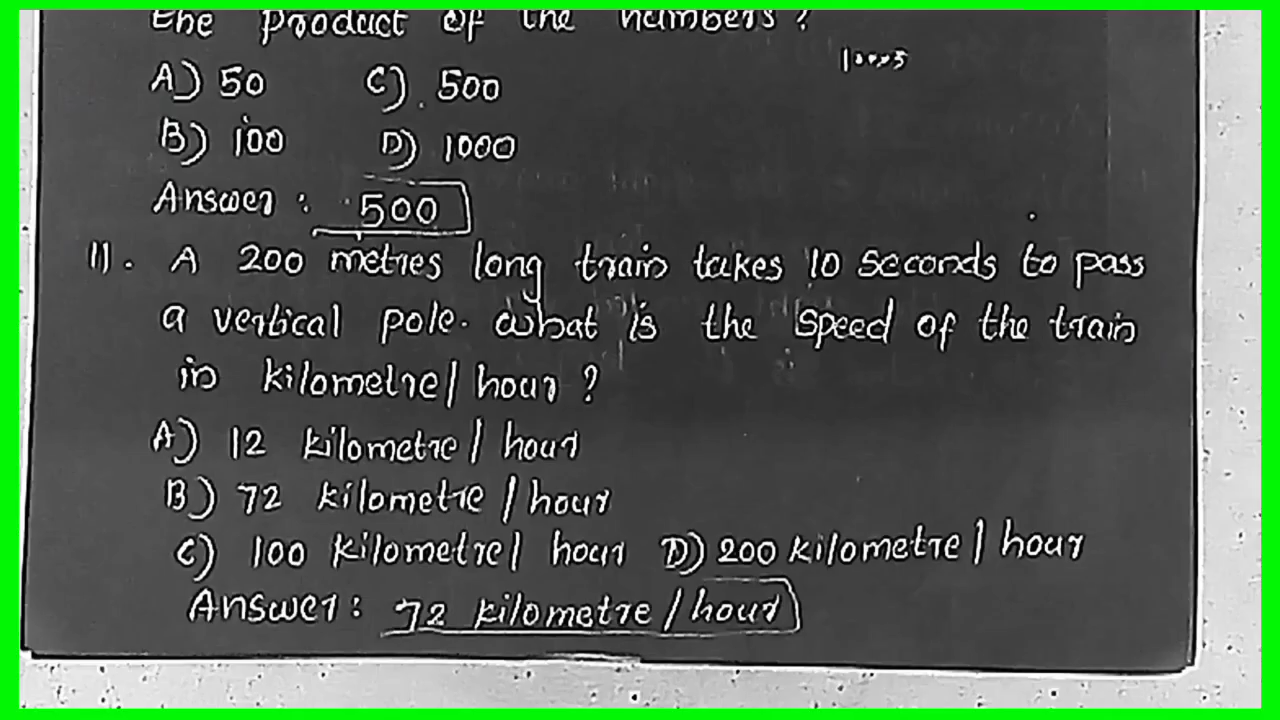 the product of the numbers?
A) 50 C) 500
B) 100 D) 1000
Answer: 500
11. A 200 metres long train takes 10 seconds to pass
a vertical pole. What is the speed of the train
in kilometre/ hour?
A) 12 kilometre / hour
B) 72 kilometre / hour
C) 100 kilometre/ hour D) 200 kilometre / hour
Answer: 72 kilometre / hour